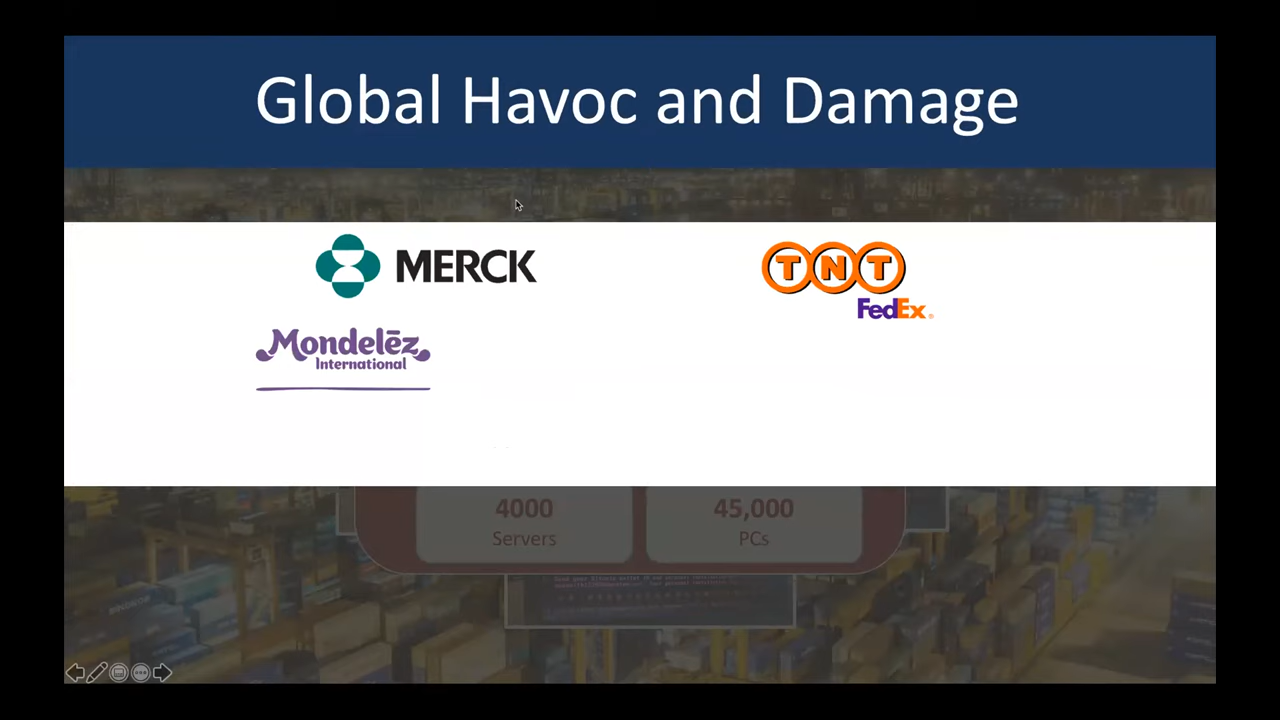 Global Havoc and Damage
MERCK
TNT
FedEx
Mondelēz
International
4000
45,000
Servers
PCs